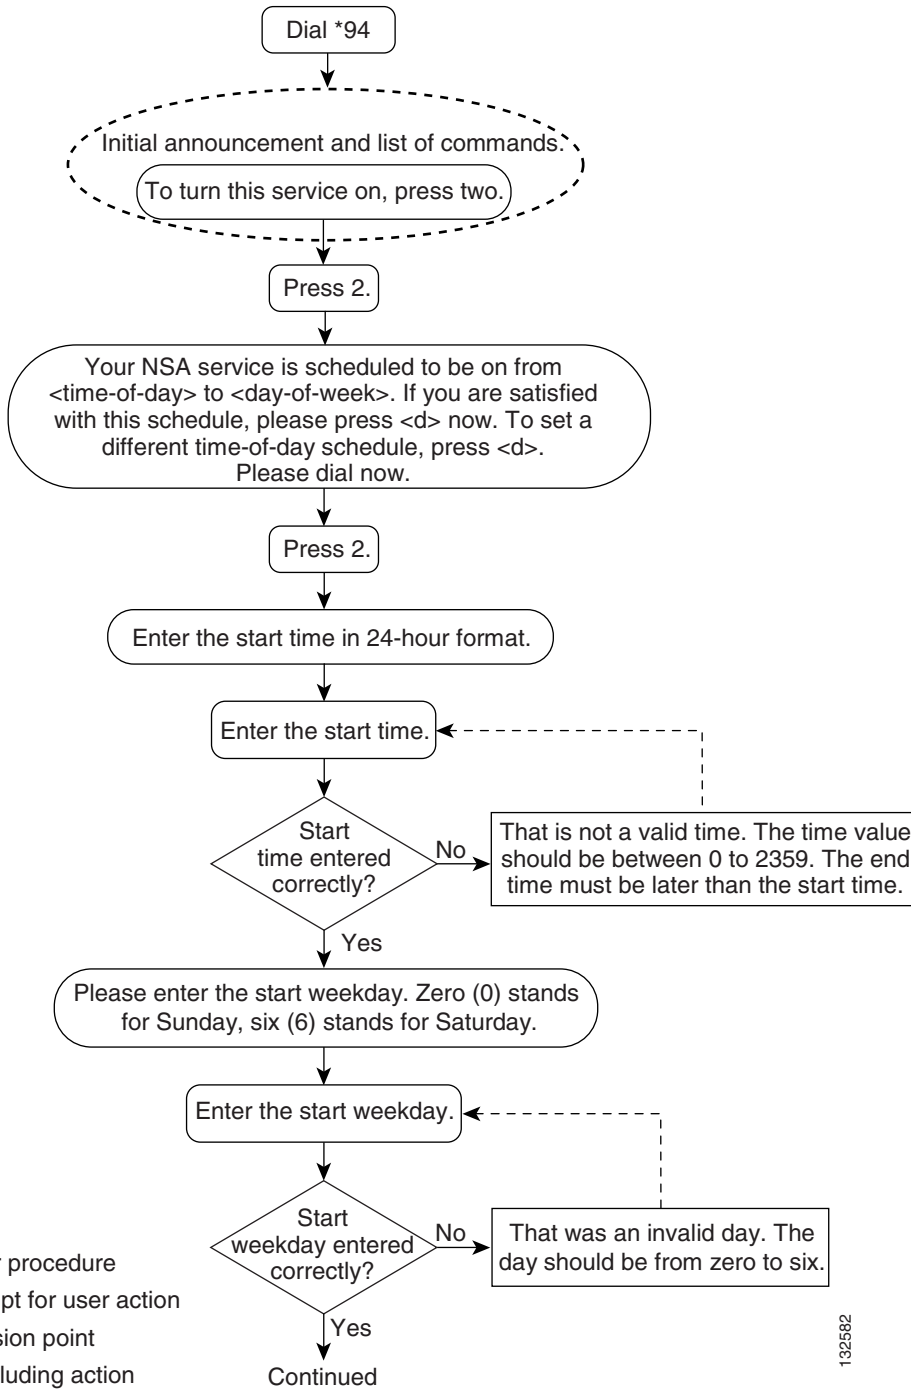 Dial *94
Initial announcement and list of commands.
To turn this service on, press two.
Press 2.
Your NSA service is scheduled to be on from
<time-of-day> to <day-of-week>. If you are satisfied
with this schedule, please press <d> now. To set a
different time-of-day schedule, press <d>.
Please dial now.
Press 2.
Enter the start time in 24-hour format.
Enter the start time.
Start
time entered
correctly?
No
That is not a valid time. The time value
should be between 0 to 2359. The end
time must be later than the start time.
Yes
Please enter the start weekday. Zero (0) stands
for Sunday, six (6) stands for Saturday.
Enter the start weekday.
Start
weekday entered
correctly?
No
That was an invalid day. The
day should be from zero to six.
Yes
Continued
procedure
for user action
point
action
132582